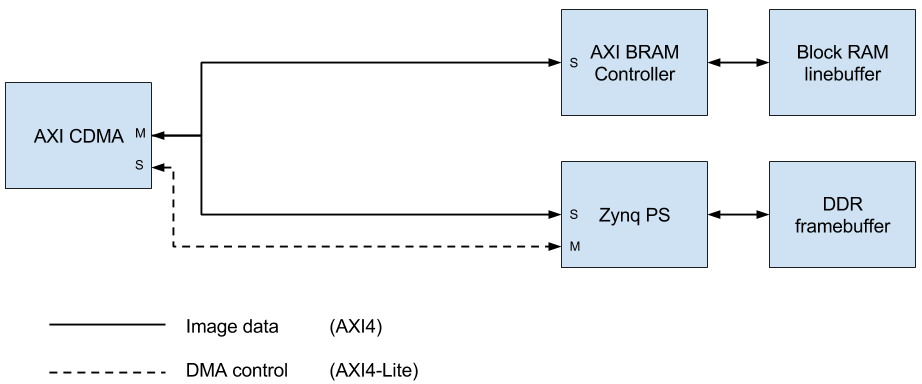 AXI BRAM
Controller
S
Block RAM
linebuffer
AXI CDMA
M
S
Zynq PS
S
M
DDR
framebuffer
Image data (AXI4)
DMA control (AXI4-Lite)